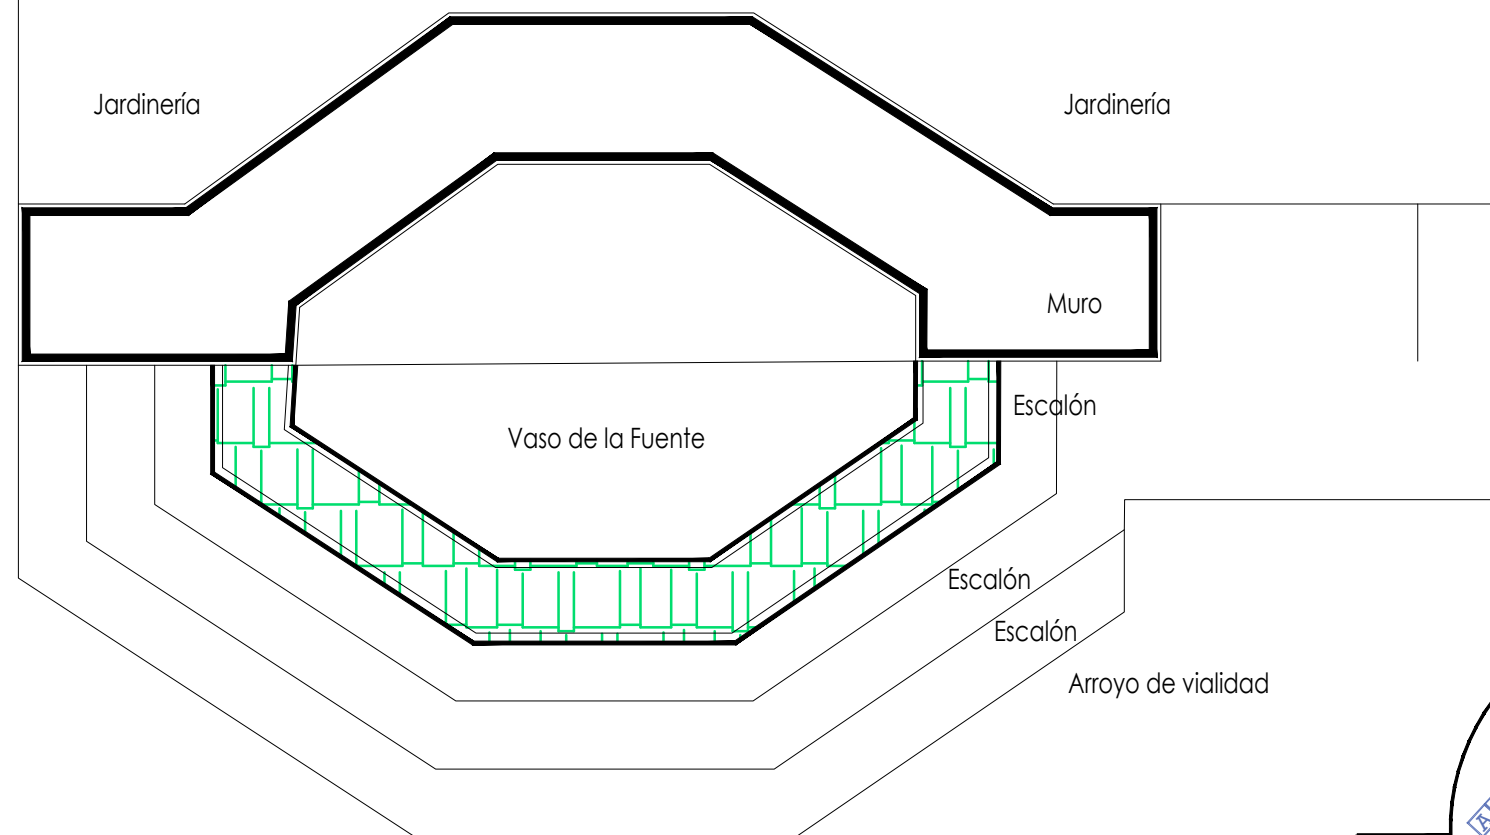 Jardinería
Jardinería
Muro
Escalón
Vaso de la Fuente
Escalón
Escalón
Arroyo de vialidad